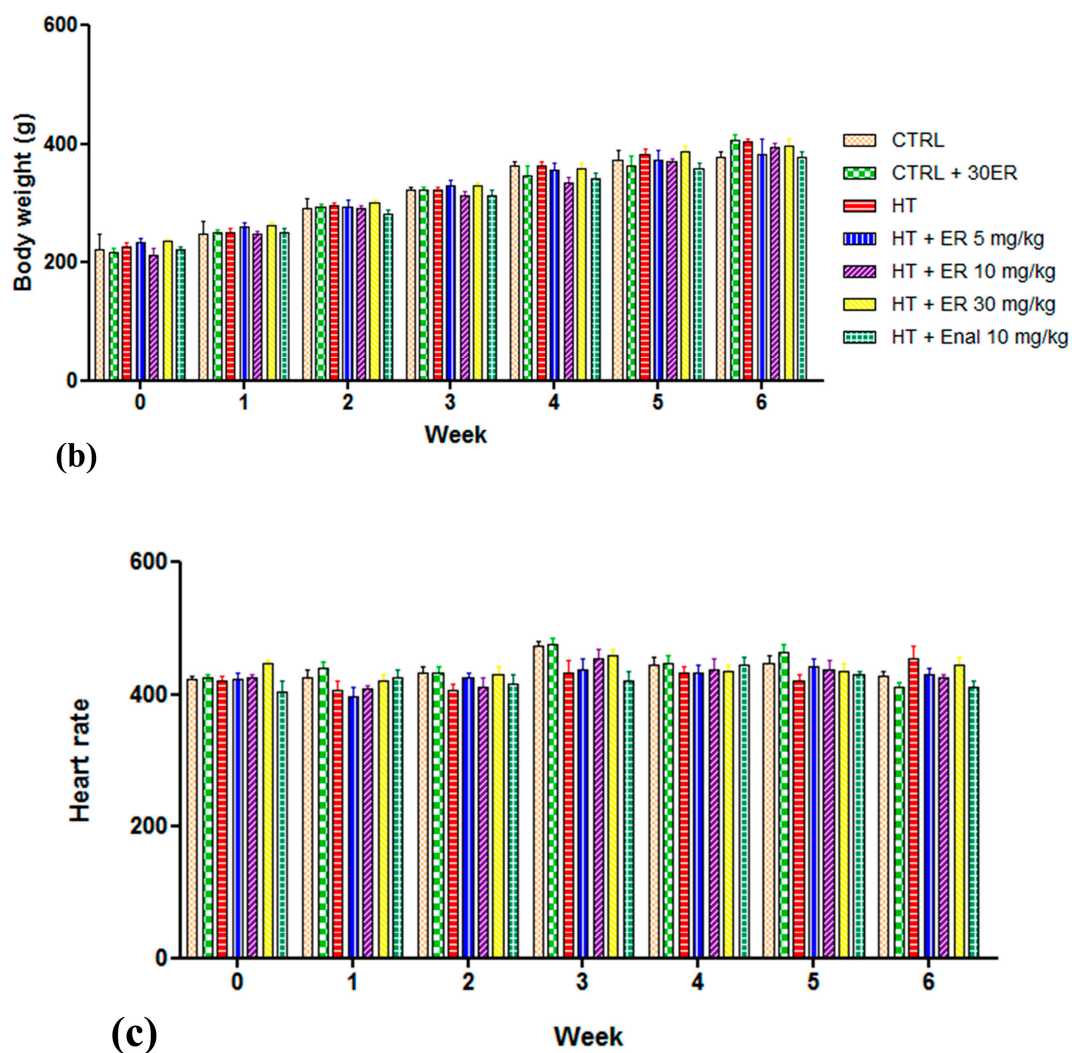 600
400
200
0
Body weight (g)
0 1 2 3 4 5 6
Week
CTRL
CTRL + 30ER
HT
HT + ER 5 mg/kg
HT + ER 10 mg/kg
HT + ER 30 mg/kg
HT + Enal 10 mg/kg
(b)
600
400
200
0
Heart rate
0 1 2 3 4 5 6
Week
(c)